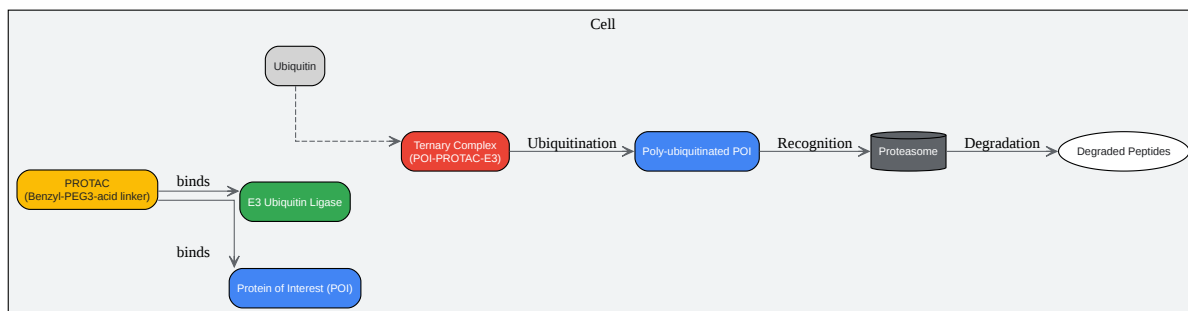 Cell
Ubiquitin
Ternary Complex
(POI-PROTAC-E3)
Ubiquitination
Poly-ubiquitinated POI
Recognition
Proteasome
Degradation
Degraded Peptides
PROTAC
(Benzyl-PEG3-acid linker)
binds
E3 Ubiquitin Ligase
binds
Protein of Interest (POI)